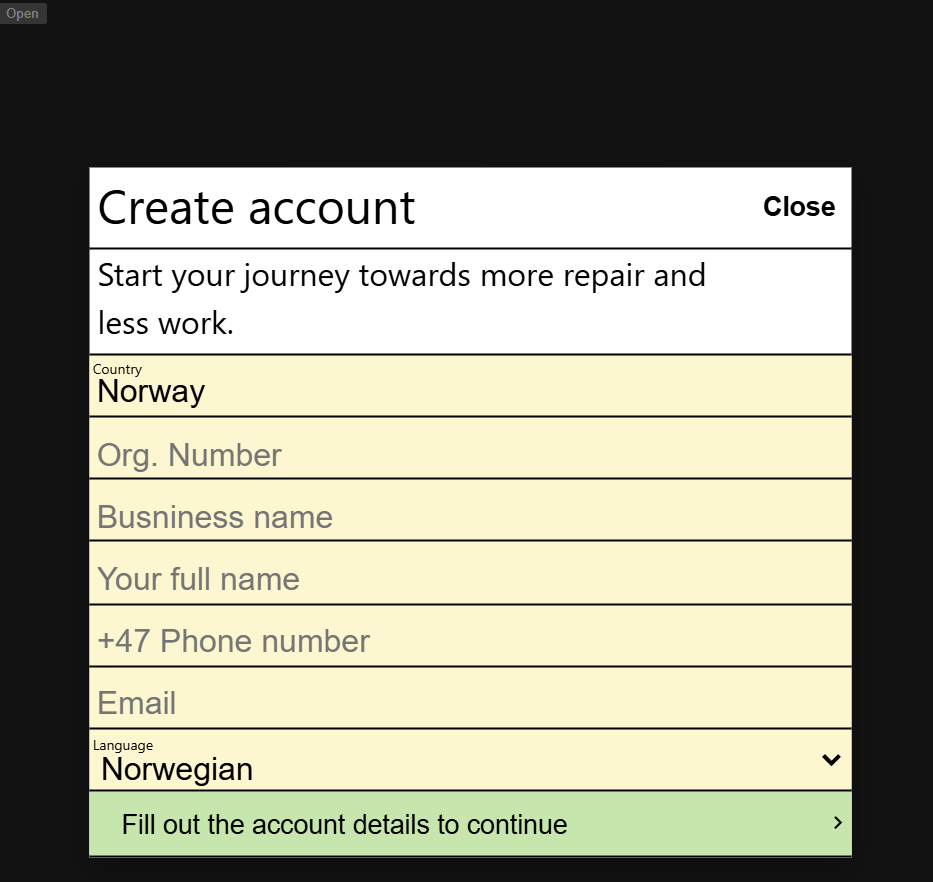 Open
Create account
Close
Start your journey towards more repair and
less work.
Country
Norway
Org. Number
Busniness name
Your full name
+47 Phone number
Email
Language
Norwegian
Fill out the account details to continue